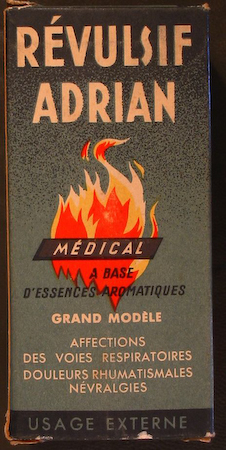 RÉVULSIF
ADRIAN
MÉDICAL
A BASE
D'ESSENCES AROMATIQUES
GRAND MODÈLE
AFFECTIONS
DES VOIES RESPIRATOIRES
DOULEURS RHUMATISMALES
NÉVRALGIES
USAGE EXTERNE